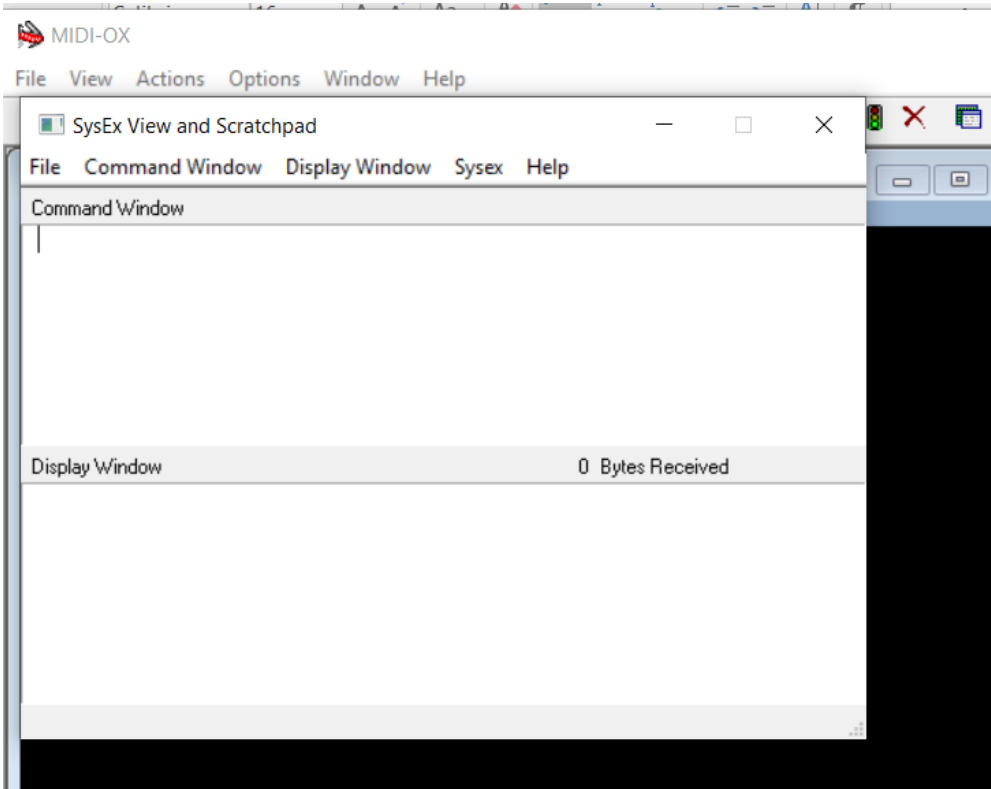 MIDI-OX
File View Actions Options Window Help
SysEx View and Scratchpad
File Command Window Display Window Sysex Help
Command Window
Display Window 0 Bytes Received